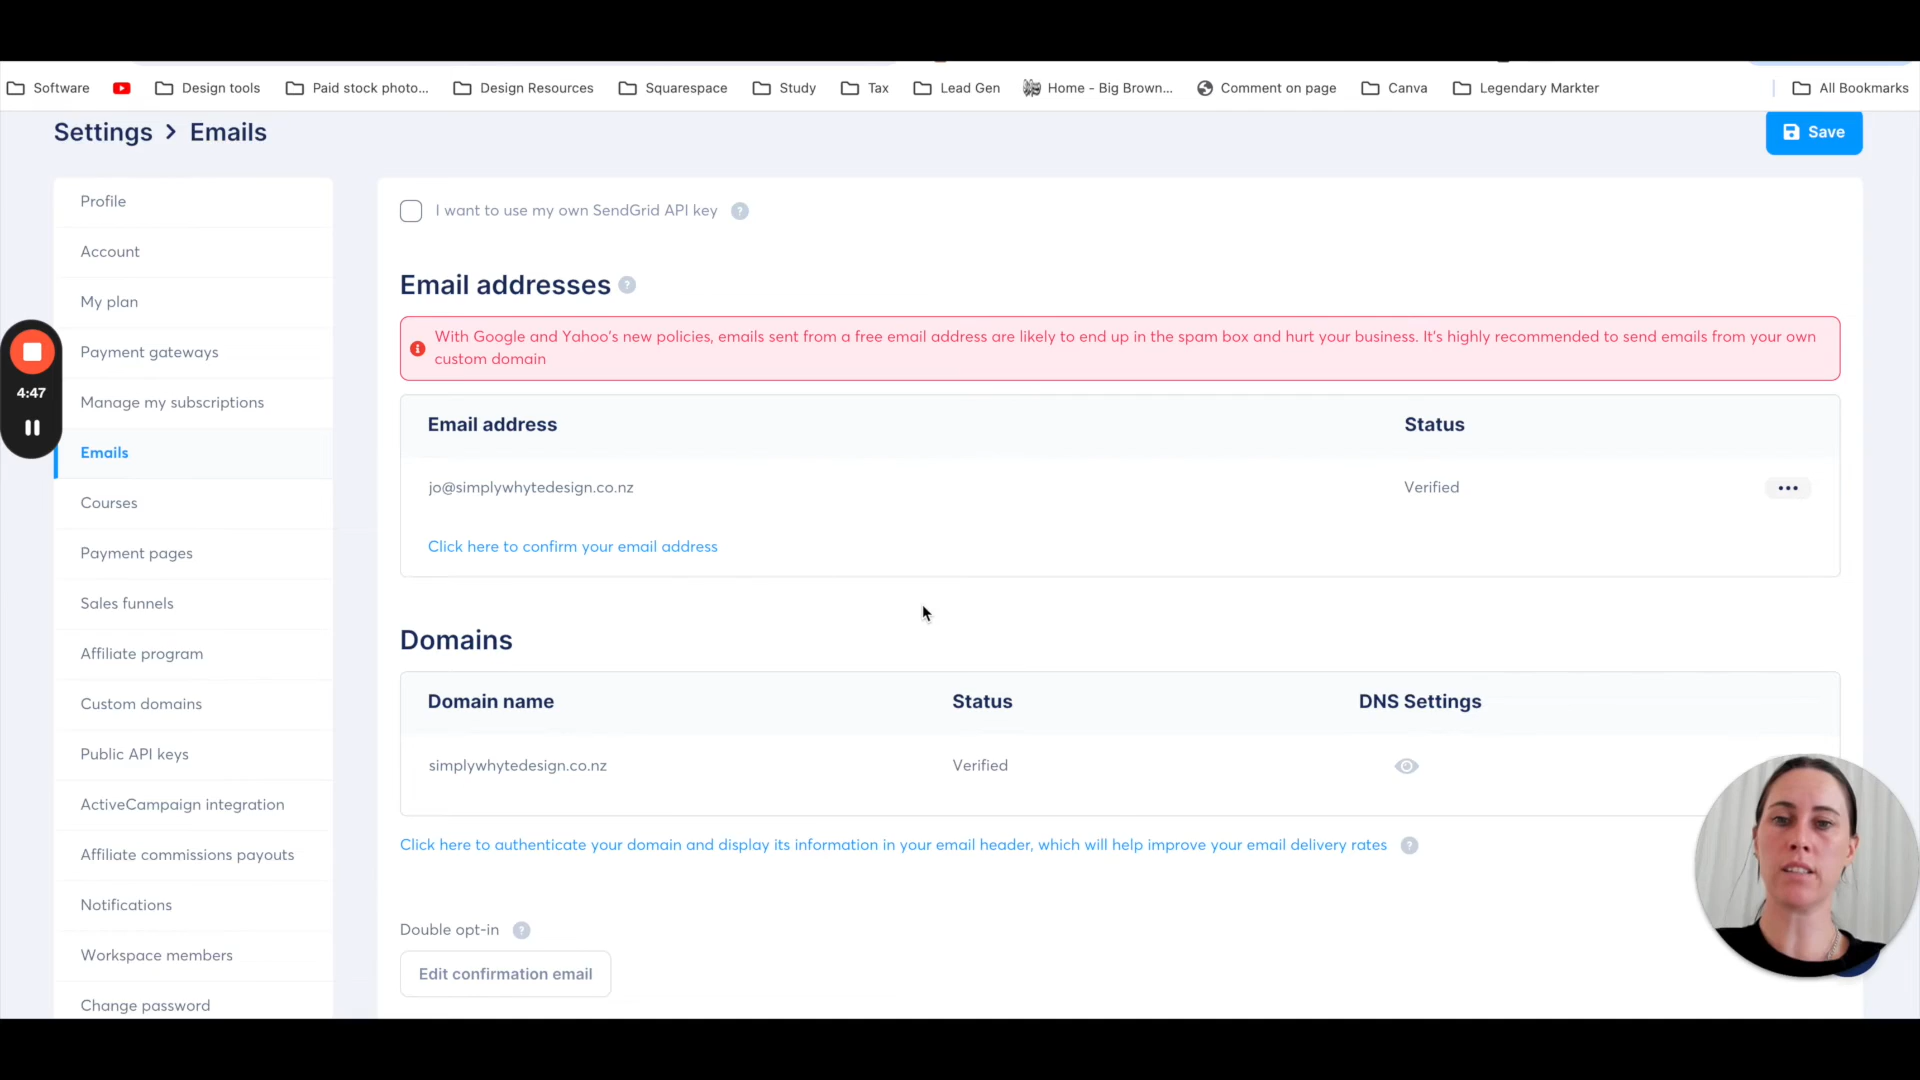 Software
Design tools
Paid stock photo...
Design Resources
Squarespace
Study
Tax
Lead Gen
Home - Big Brown...
Comment on page
Canva
Legendary Markter
All Bookmarks
Settings > Emails
Save
Profile
Account
My plan
Payment gateways
Manage my subscriptions
Emails
Courses
Payment pages
Sales funnels
Affiliate program
Custom domains
Public API keys
ActiveCampaign integration
Affiliate commissions payouts
Notifications
Workspace members
Change password
4:47
I want to use my own SendGrid API key ?
Email addresses ?
With Google and Yahoo's new policies, emails sent from a free email address are likely to end up in the spam box and hurt your business. It's highly recommended to send emails from your own
custom domain
Email address Status
jo@simplywhytedesign.co.nz Verified
Click here to confirm your email address
Domains
Domain name Status DNS Settings
simplywhytedesign.co.nz Verified
Click here to authenticate your domain and display its information in your email header, which will help improve your email delivery rates ?
Double opt-in ?
Edit confirmation email